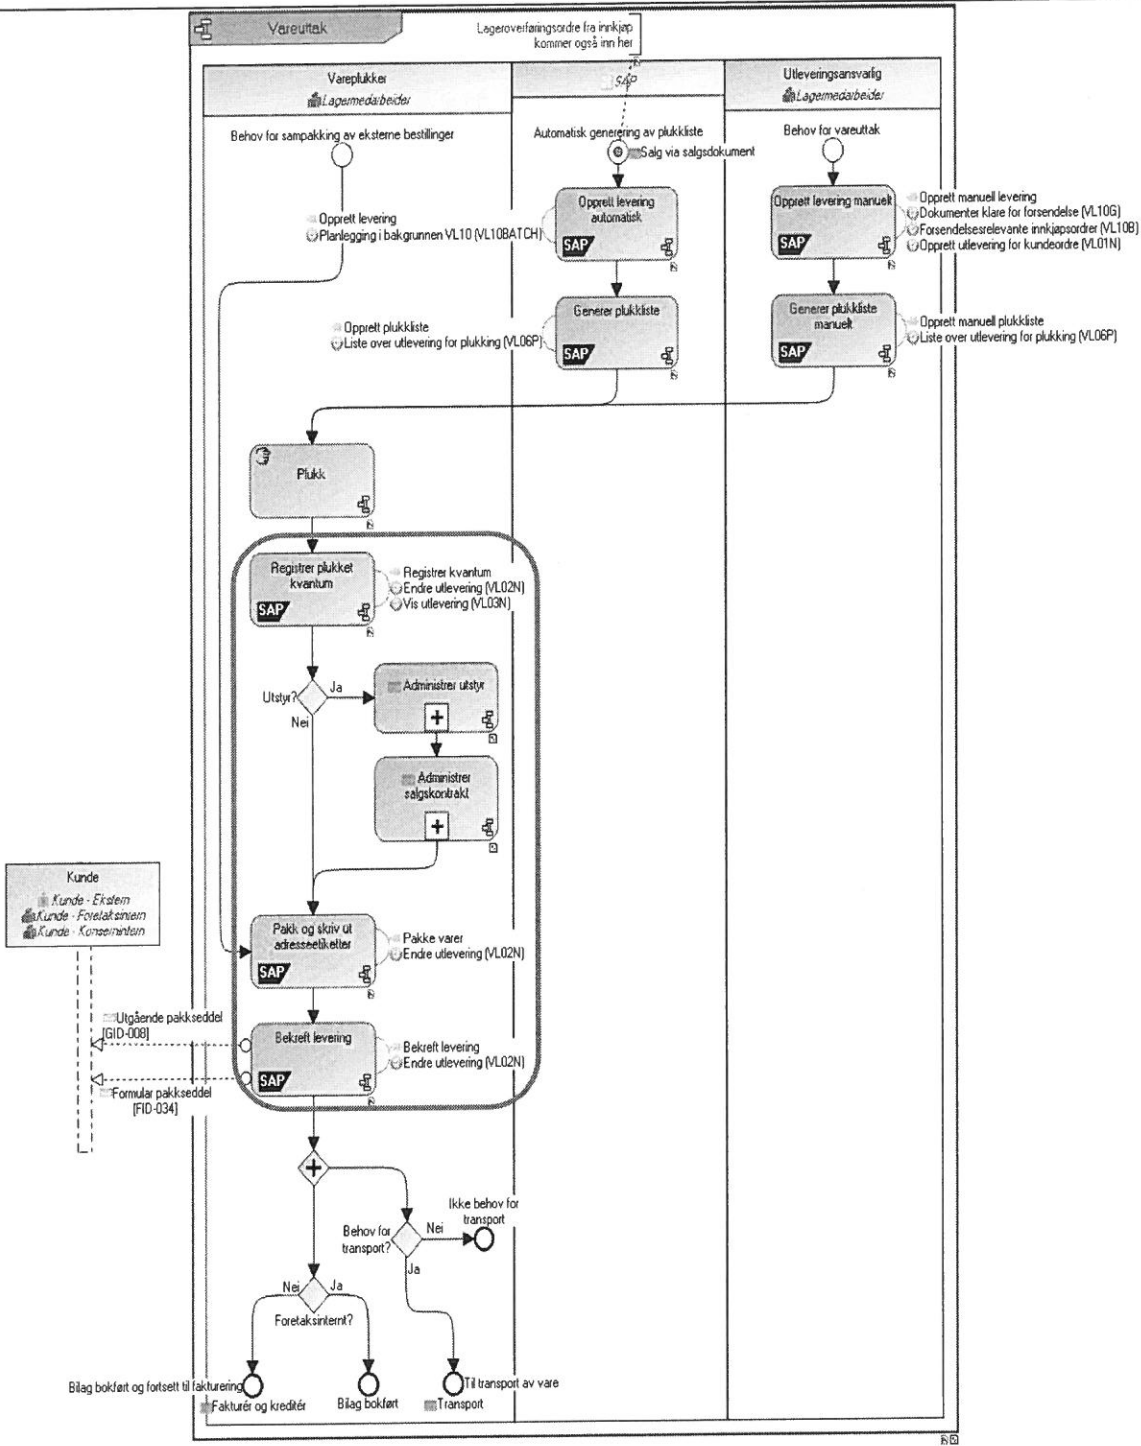 Vareuttak
Lageroverføringsordre fra innkjøp
kommer også inn her
Vareplukker
Lagermedarbeider
SAP
Utleveringsansvarlig
Lagermedarbeider
Behov for sampakking av eksterne bestillinger
Automatisk generering av plukkliste
Salg via salgsdokument
Behov for vareuttak
Opprett levering
Planlegging i bakgrunnen VL10 (VL10BATCH)
Opprett levering
automatisk
SAP
Opprett levering manuelt
SAP
Opprett manuell levering
Dokumenter klare for forsendelse (VL10G)
Forsendelsesrelevante innkjøpsordrer (VL10B)
Opprett utlevering for kundeordre (VL01N)
Opprett plukkliste
Liste over utlevering for plukking (VL06P)
Generer plukkliste
SAP
Generer plukkliste
manuelt
SAP
Opprett manuell plukkliste
Liste over utlevering for plukking (VL06P)
Plukk
Registrer plukket
kvantum
SAP
Registrer kvantum
Endre utlevering (VL02N)
Vis utlevering (VL03N)
Utstyr?
Ja
Nei
Administrer utstyr
Administrer
salgskontrakt
Kunde
Kunde - Ekstern
Kunde - Foretaksintern
Kunde - Konsernintern
Pakk og skriv ut
adresseetiketter
SAP
Pakke varer
Endre utlevering (VL02N)
Utgående pakkseddel
[GID-008]
Bekreft levering
SAP
Bekreft levering
Endre utlevering (VL02N)
Formular pakkseddel
[FID-034]
Behov for
transport?
Nei
Ikke behov for
transport
Ja
Nei
Ja
Foretaksinternt?
Bilag bokført og fortsett til fakturering
Fakturér og kreditér
Bilag bokført
Til transport av vare
Transport